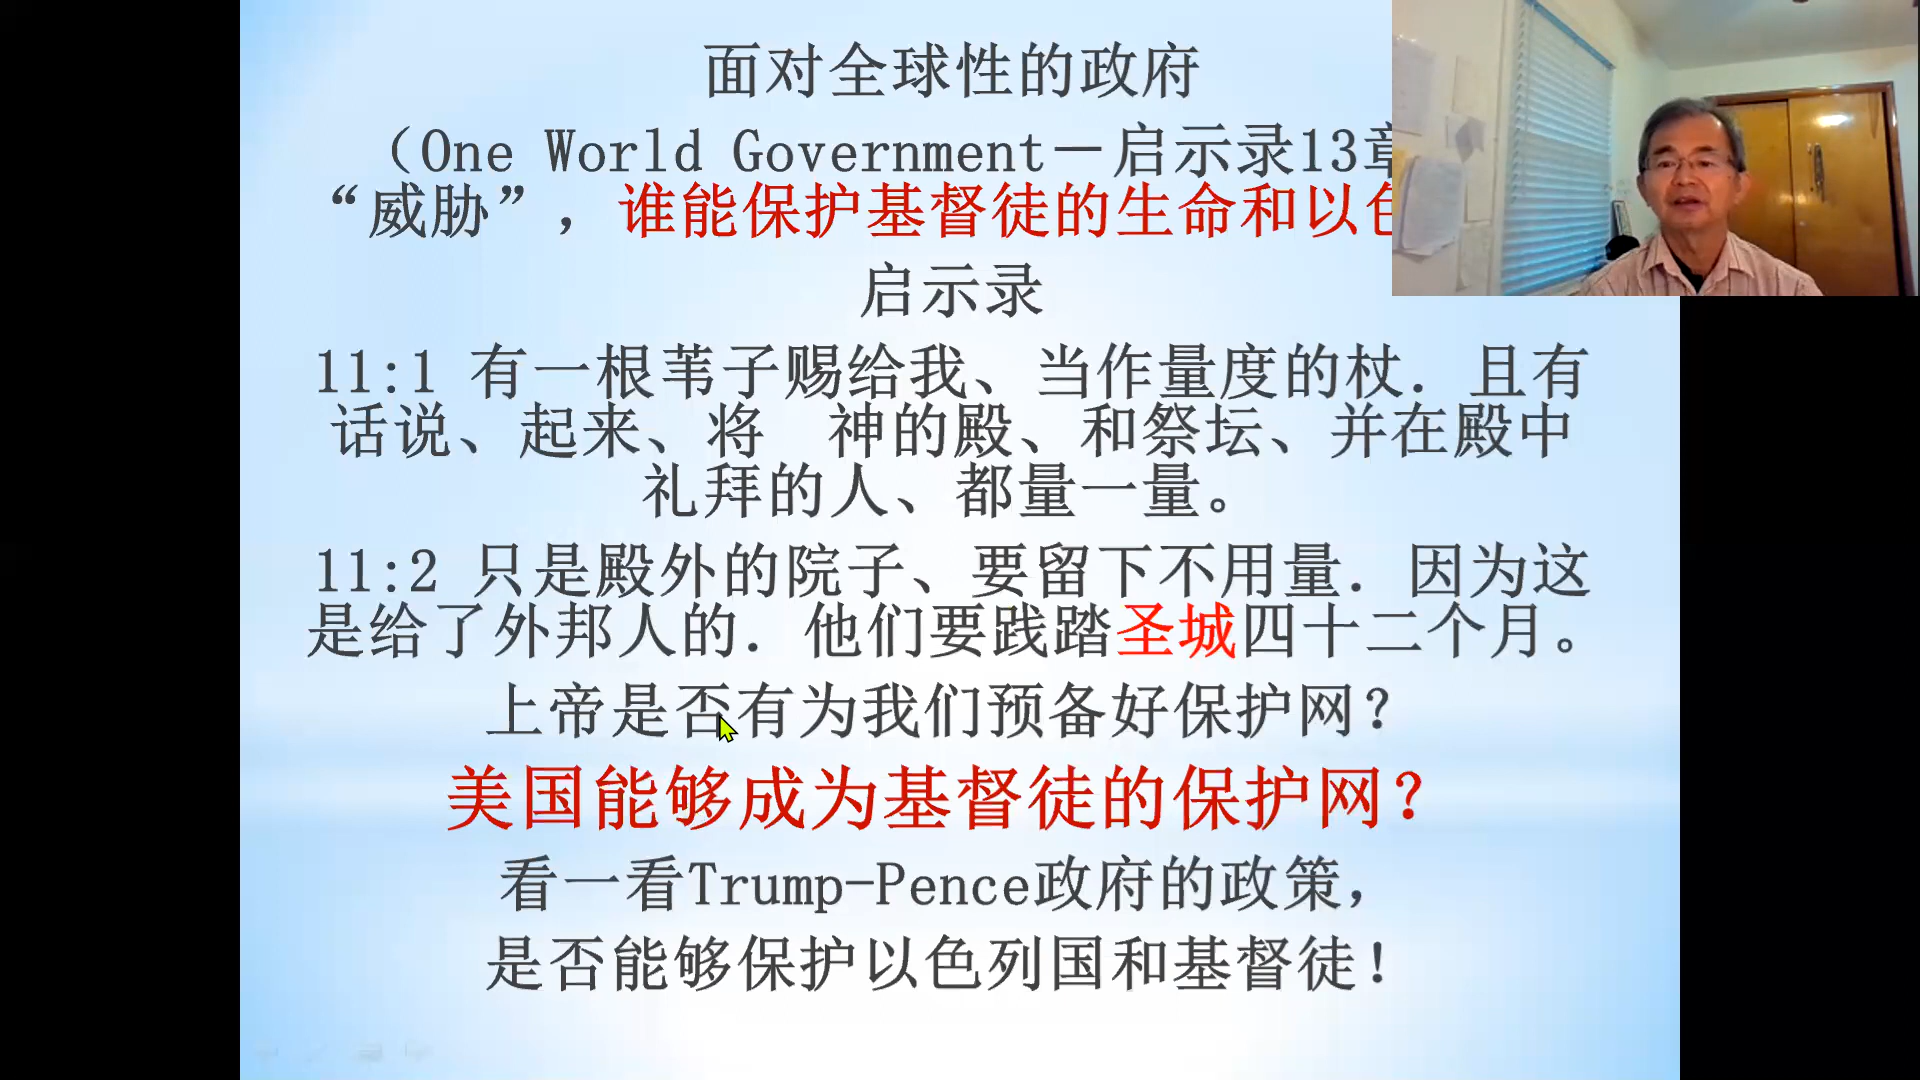 面对全球性的政府
（One World Government－启示录13章
“威胁”，谁能保护基督徒的生命和以色
启示录
11:1 有一根苇子赐给我、当作量度的杖．且有
话说、起来、将　神的殿、和祭坛、并在殿中
礼拜的人、都量一量。
11:2 只是殿外的院子、要留下不用量．因为这
是给了外邦人的．他们要践踏圣城四十二个月。
上帝是否有为我们预备好保护网？
美国能够成为基督徒的保护网？
看一看Trump-Pence政府的政策，
是否能够保护以色列国和基督徒！